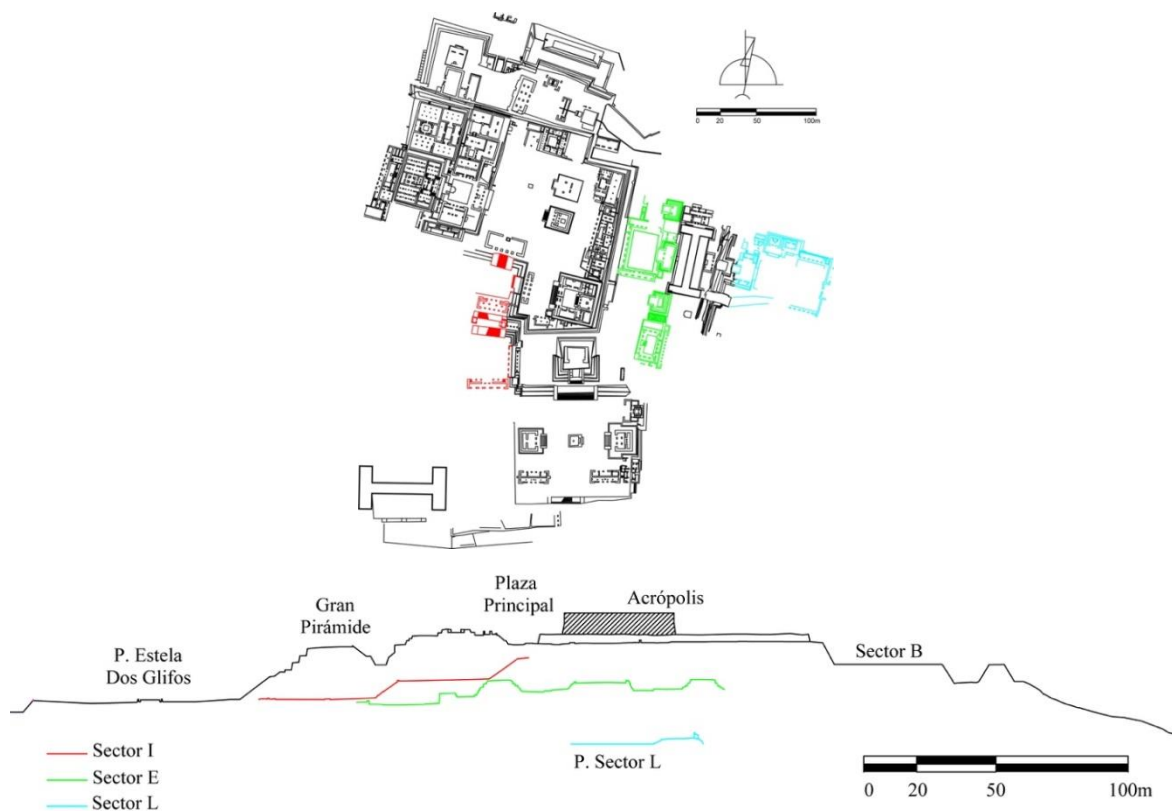 0 20 50 100m
Plaza
Principal
Acrópolis
Gran
Pirámide
P. Estela
Dos Glifos
Sector B
Sector I
Sector E
Sector L
P. Sector L
0 20 50 100m